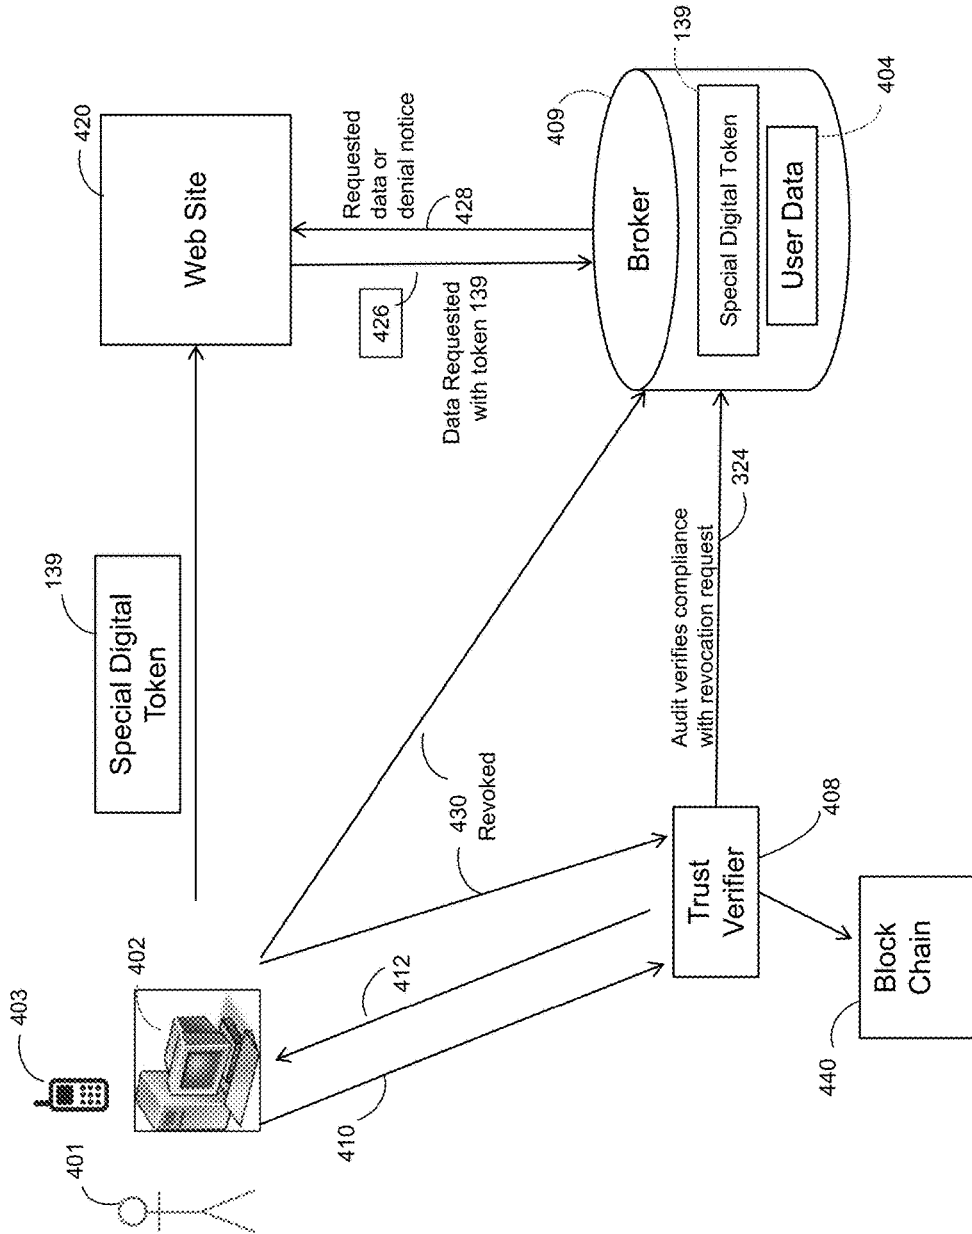 401
403
402
Special Digital
Token
139
420
Web Site
410
412
430
Revoked
426
Data Requested
with token 139
Requested
data or
denial notice
428
Trust
Verifier
408
Audit verifies compliance
with revocation request
324
409
Broker
Special Digital Token
139
User Data
404
440
Block
Chain